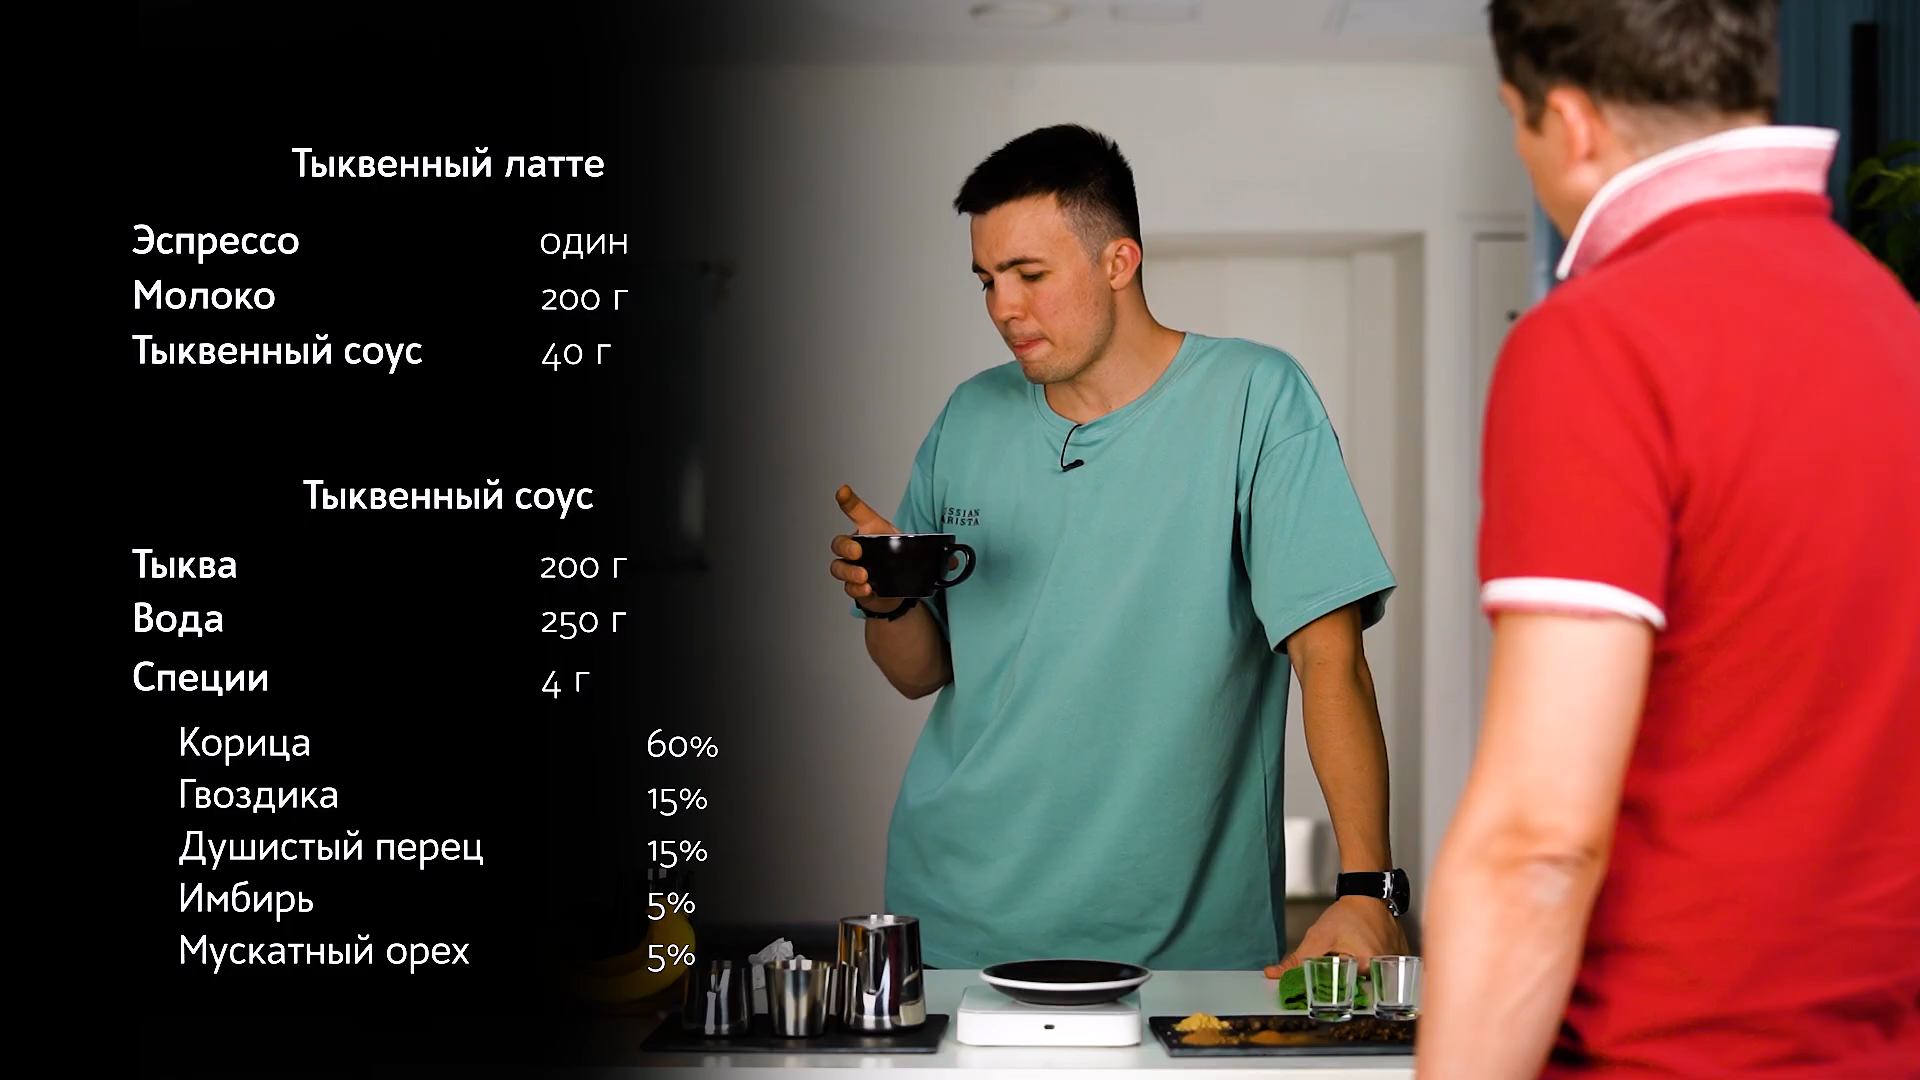 Тыквенный латте
Эспрессо один
Молоко 200 г
Тыквенный соус 40 г
Тыквенный соус
Тыква 200 г
Вода 250 г
Специи 4 г
Корица 60%
Гвоздика 15%
Душистый перец 15%
Имбирь 5%
Мускатный орех 5%